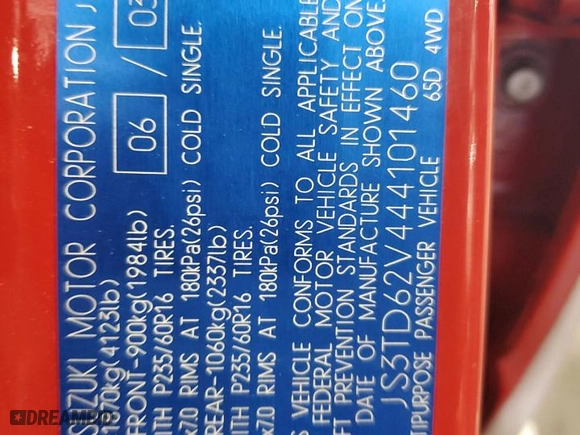 SUZUKI MOTOR CORPORATION
06 / 03
1870kg(4123lb)
FRONT-900kg(1984lb)
P235/60R16 TIRES.
RIMS AT 180kPa(26psi) COLD SINGLE.
REAR-1060kg(2337lb)
P235/60R16 TIRES.
RIMS AT 180kPa(26psi) COLD SINGLE.
VEHICLE CONFORMS TO ALL APPLICABLE
FEDERAL MOTOR VEHICLE SAFETY AND
PREVENTION STANDARDS IN EFFECT ON
DATE OF MANUFACTURE SHOWN ABOVE.
JS3TD62V444101460
PASSENGER VEHICLE 65D 4WD
DREAMBID